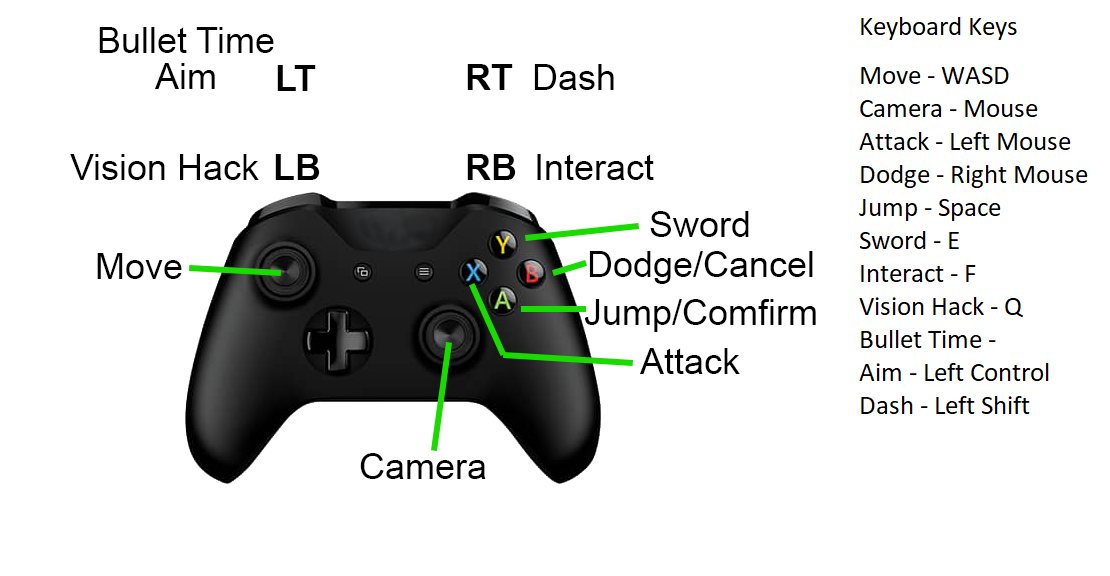 Bullet Time
Aim LT
RT Dash
Vision Hack LB
RB Interact
Move
Y
X
B
A
Sword
Dodge/Cancel
Jump/Comfirm
Attack
Camera
Keyboard Keys
Move - WASD
Camera - Mouse
Attack - Left Mouse
Dodge - Right Mouse
Jump - Space
Sword - E
Interact - F
Vision Hack - Q
Bullet Time -
Aim - Left Control
Dash - Left Shift